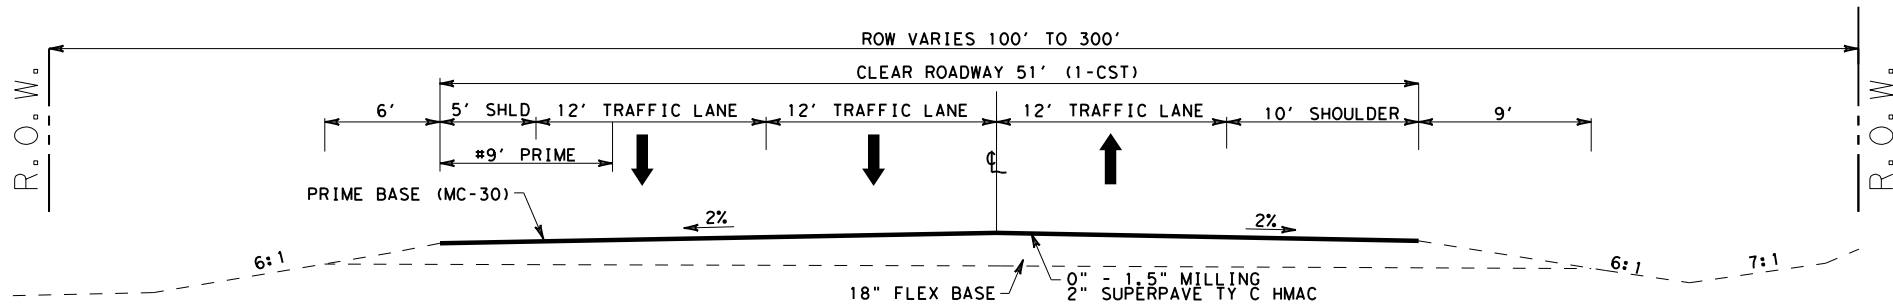 ROW VARIES 100' TO 300'
CLEAR ROADWAY 51' (1-CST)
6'
5' SHLD
12' TRAFFIC LANE
12' TRAFFIC LANE
12' TRAFFIC LANE
10' SHOULDER
9'
#9' PRIME
℄
R.O.W.
R.O.W.
PRIME BASE (MC-30)
2%
2%
6:1
6:1
7:1
0" - 1.5" MILLING
2" SUPERPAVE TY C HMAC
18" FLEX BASE